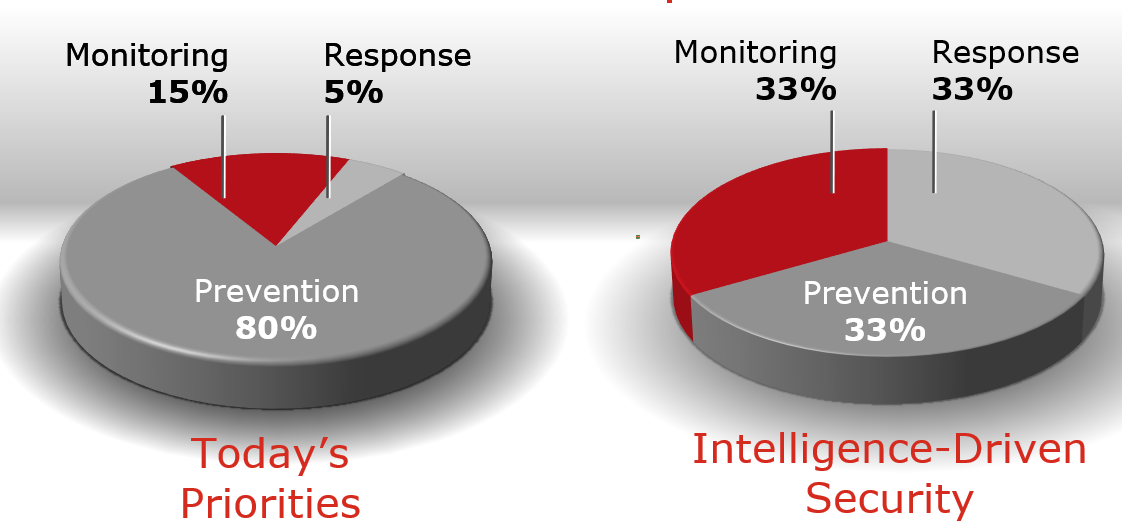 Monitoring
15%
Response
5%
Prevention
80%
Today’s
Priorities
Monitoring
33%
Response
33%
Prevention
33%
Intelligence-Driven
Security